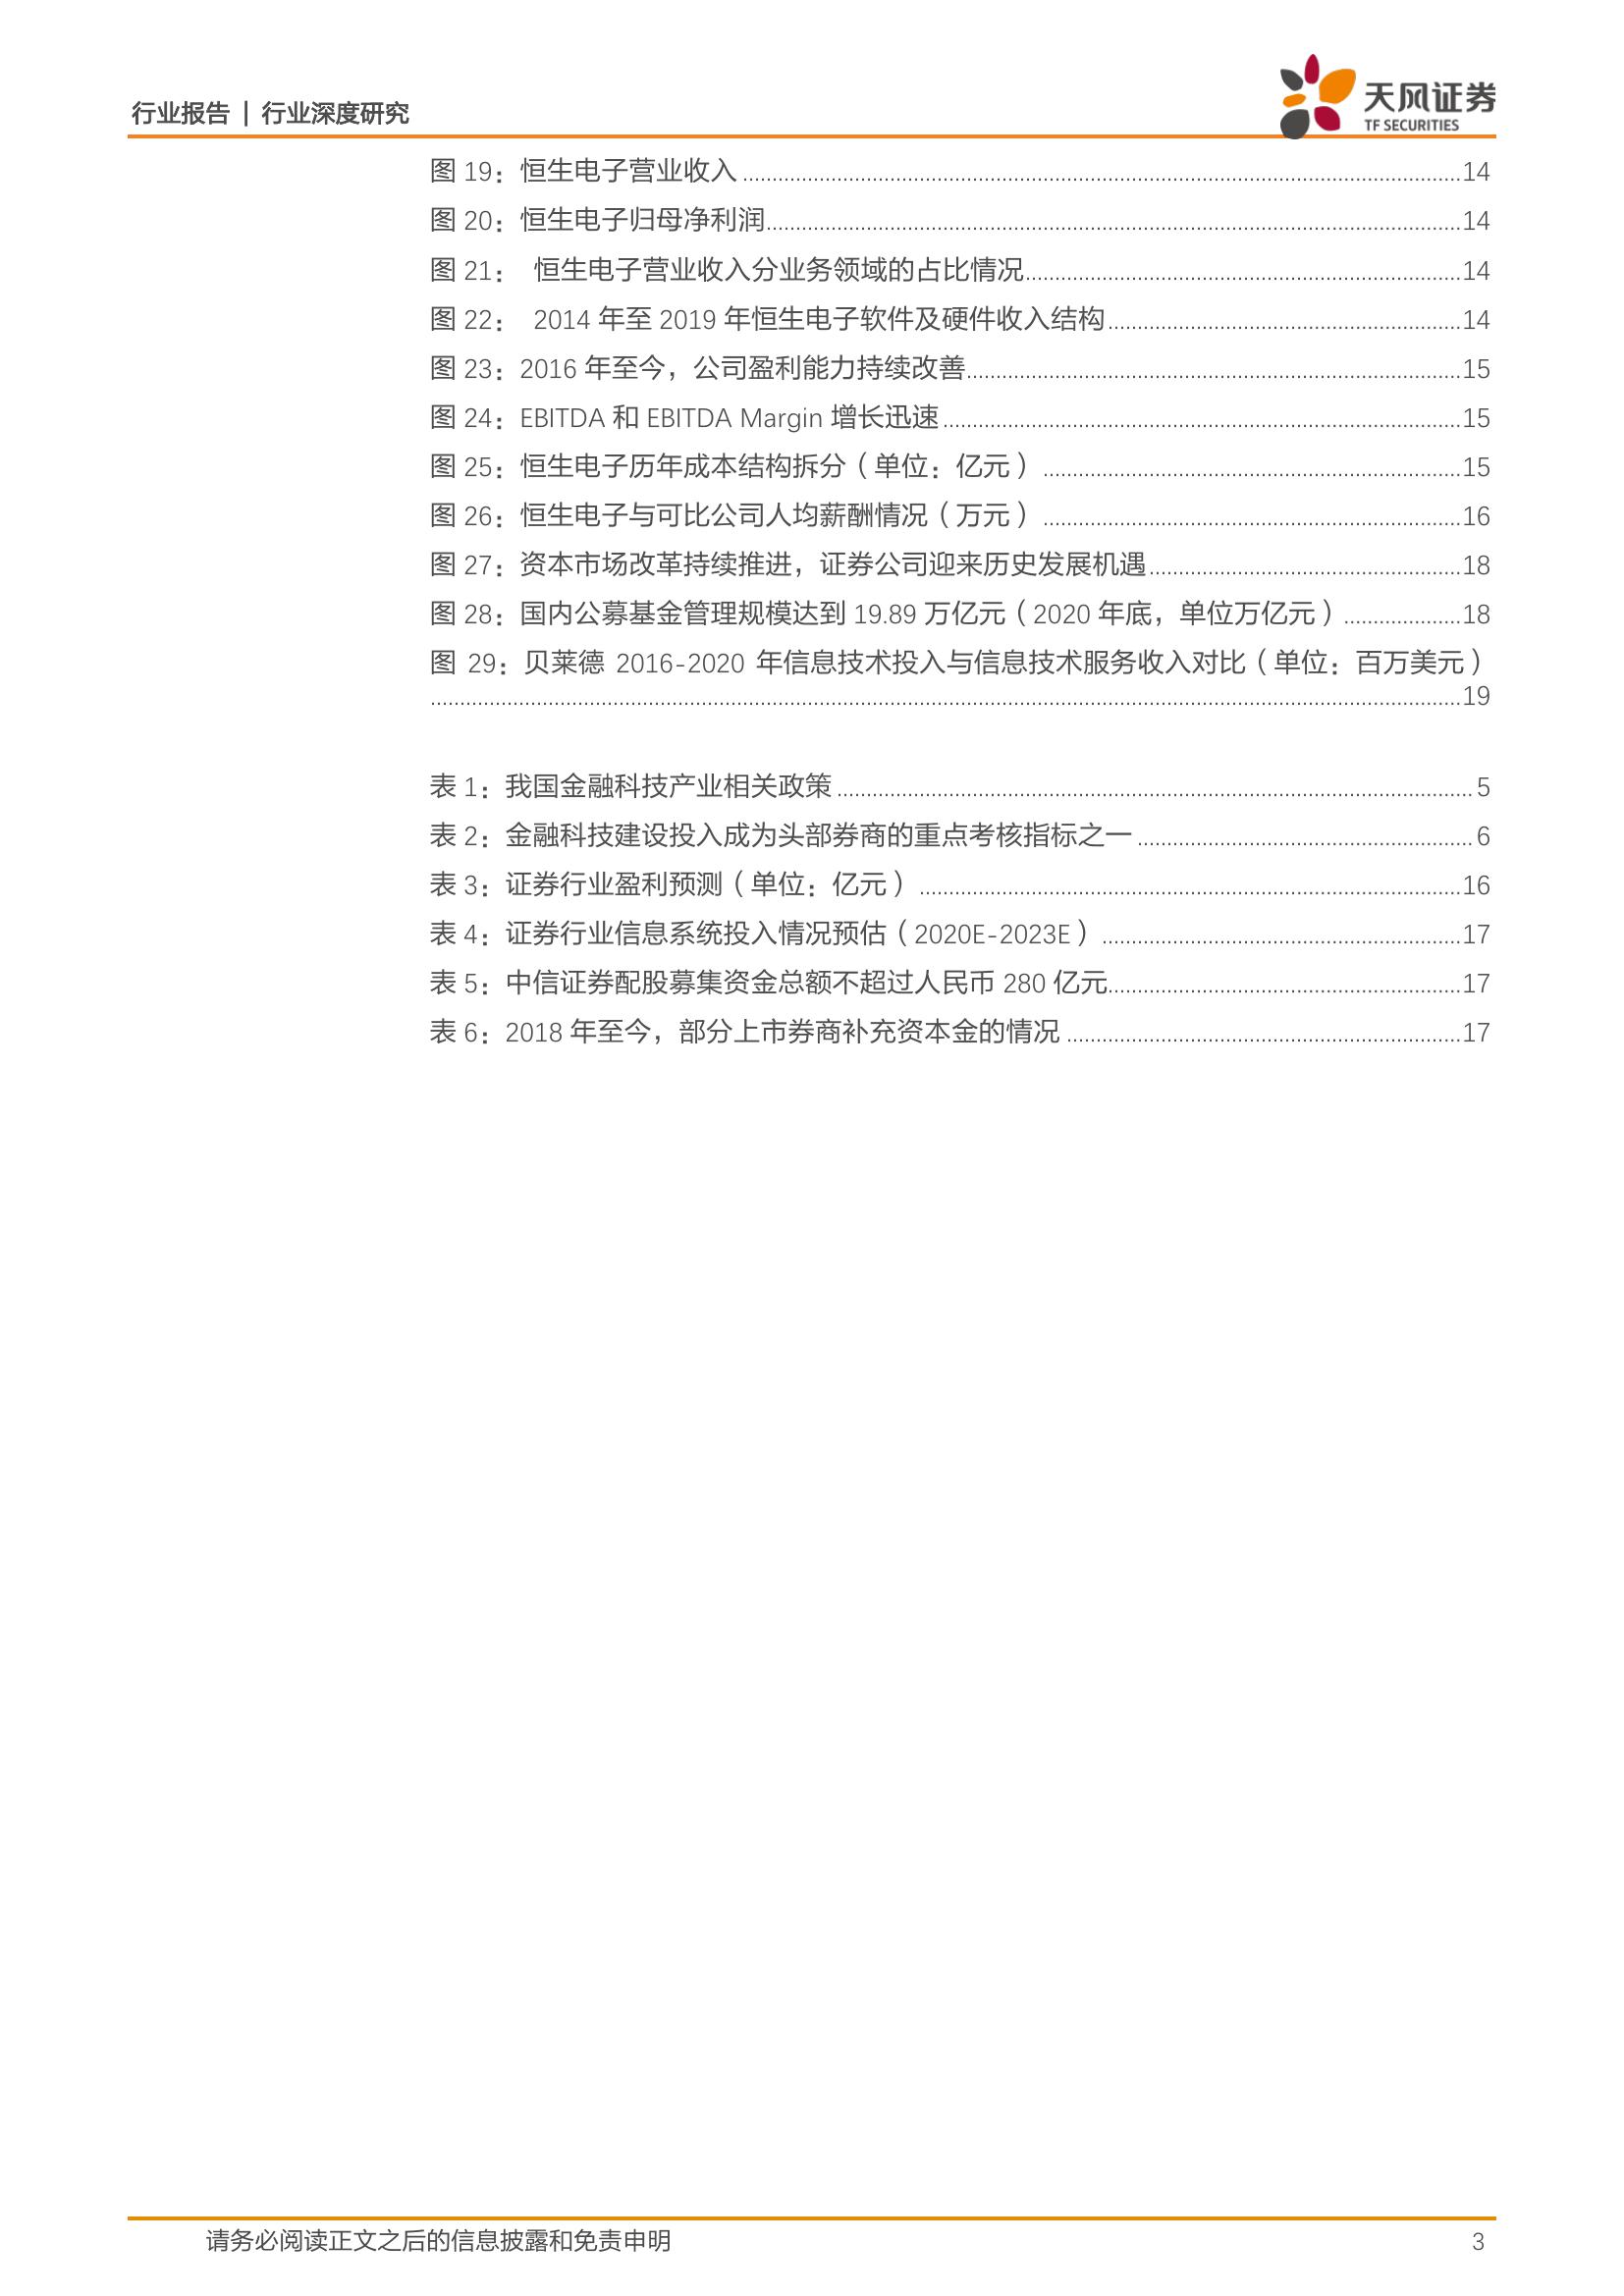 行业报告 | 行业深度研究
天风证券
TF SECURITIES
图 19：恒生电子营业收入 ........ 14
图 20：恒生电子归母净利润 ........ 14
图 21： 恒生电子营业收入分业务领域的占比情况 ........ 14
图 22： 2014 年至 2019 年恒生电子软件及硬件收入结构 ........ 14
图 23：2016 年至今，公司盈利能力持续改善 ........ 15
图 24：EBITDA 和 EBITDA Margin 增长迅速 ........ 15
图 25：恒生电子历年成本结构拆分（单位：亿元） ........ 15
图 26：恒生电子与可比公司人均薪酬情况（万元） ........ 16
图 27：资本市场改革持续推进，证券公司迎来历史发展机遇 ........ 18
图 28：国内公募基金管理规模达到 19.89 万亿元（2020 年底，单位万亿元） ........ 18
图 29：贝莱德 2016-2020 年信息技术投入与信息技术服务收入对比（单位：百万美元）
........ 19
表 1：我国金融科技产业相关政策 ........ 5
表 2：金融科技建设投入成为头部券商的重点考核指标之一 ........ 6
表 3：证券行业盈利预测（单位：亿元） ........ 16
表 4：证券行业信息系统投入情况预估（2020E-2023E） ........ 17
表 5：中信证券配股募集资金总额不超过人民币 280 亿元 ........ 17
表 6：2018 年至今，部分上市券商补充资本金的情况 ........ 17
请务必阅读正文之后的信息披露和免责申明 3